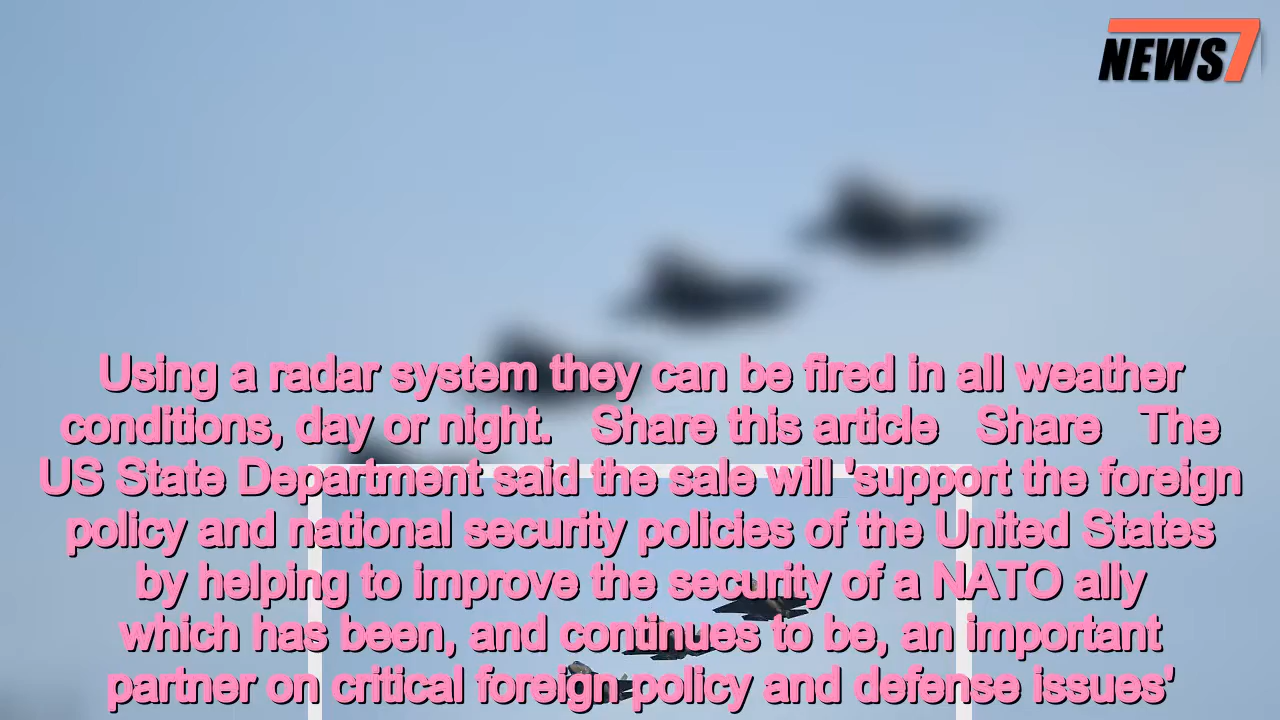 NEWS7
Using a radar system they can be fired in all weather
conditions, day or night.   Share this article   Share   The
US State Department said the sale will 'support the foreign
policy and national security policies of the United States
by helping to improve the security of a NATO ally
which has been, and continues to be, an important
partner on critical foreign policy and defense issues'